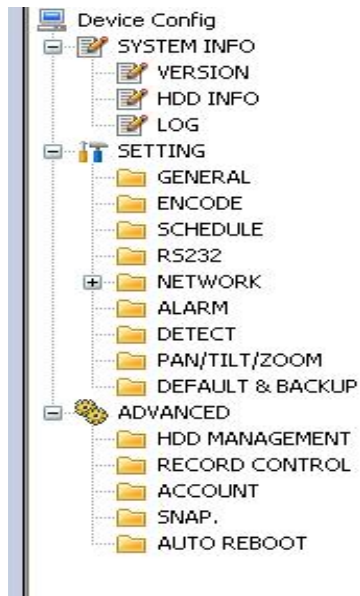 Device Config
SYSTEM INFO
VERSION
HDD INFO
LOG
SETTING
GENERAL
ENCODE
SCHEDULE
RS232
NETWORK
ALARM
DETECT
PAN/TILT/ZOOM
DEFAULT & BACKUP
ADVANCED
HDD MANAGEMENT
RECORD CONTROL
ACCOUNT
SNAP.
AUTO REBOOT